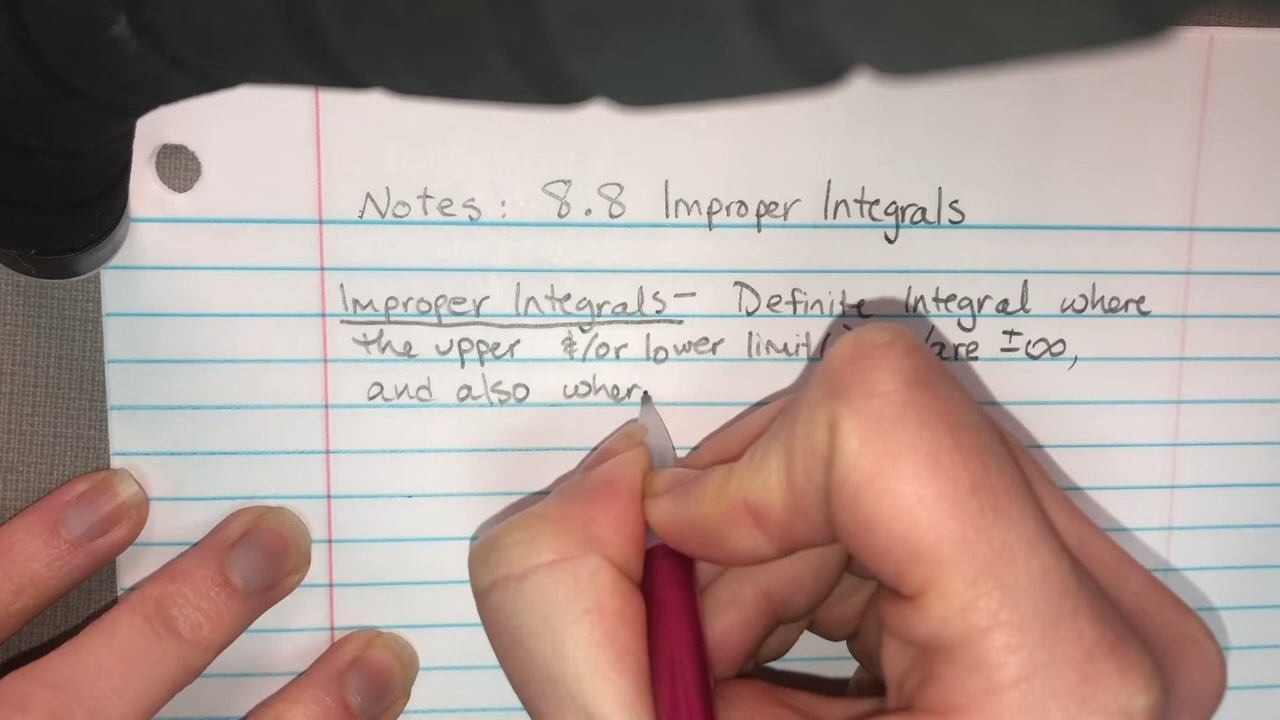 Notes: 8.8 Improper Integrals
Improper Integrals- Definite Integral where
the upper &/or lower limit( /are ±∞,
and also wher